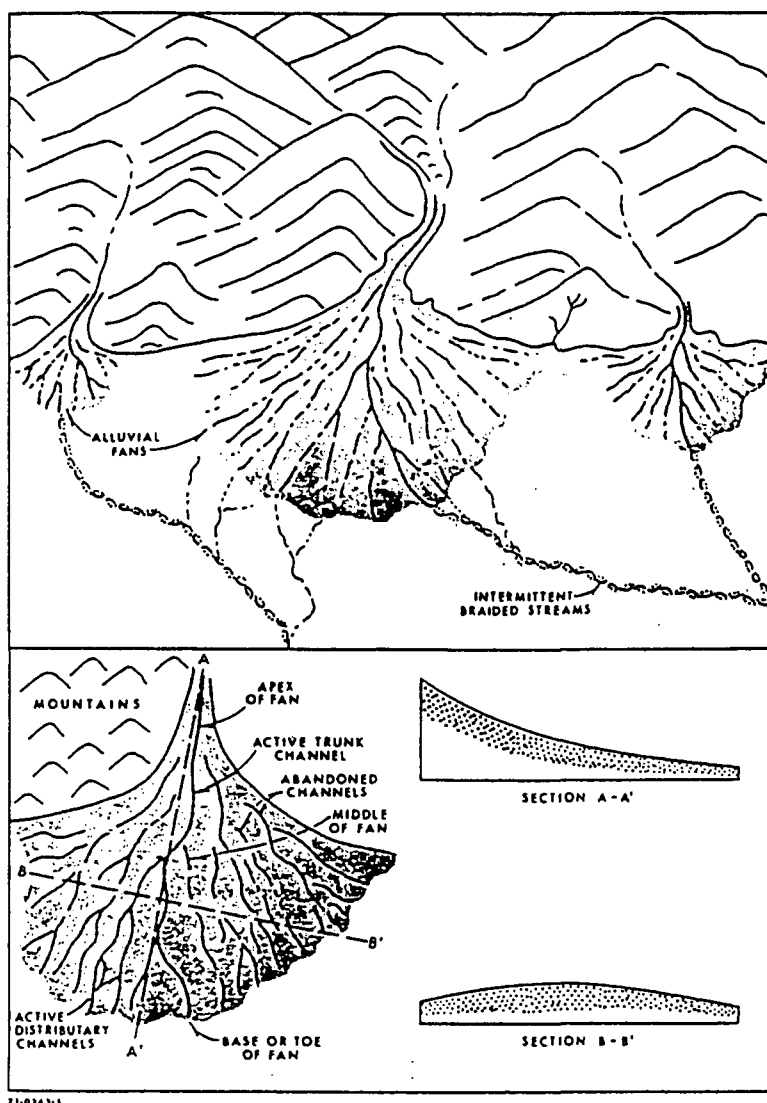 ALLUVIAL
FANS
INTERMITTENT
BRAIDED STREAMS
A
MOUNTAINS
APEX
OF FAN
ACTIVE TRUNK
CHANNEL
ABANDONED
CHANNELS
MIDDLE
OF FAN
B
B'
ACTIVE
DISTRIBUTARY
CHANNELS
A'
BASE OR TOE
OF FAN
SECTION A-A'
SECTION B-B'